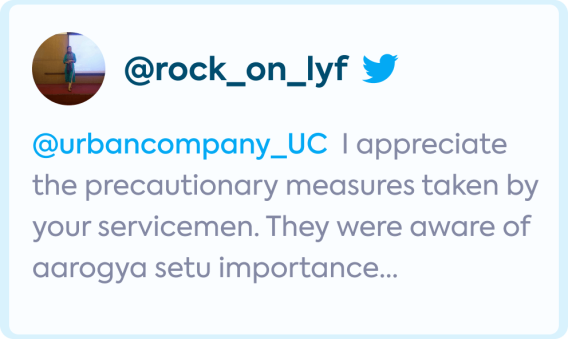 @rock_on_lyf
@urbancompany_UC I appreciate
the precautionary measures taken by
your servicemen. They were aware of
aarogya setu importance...